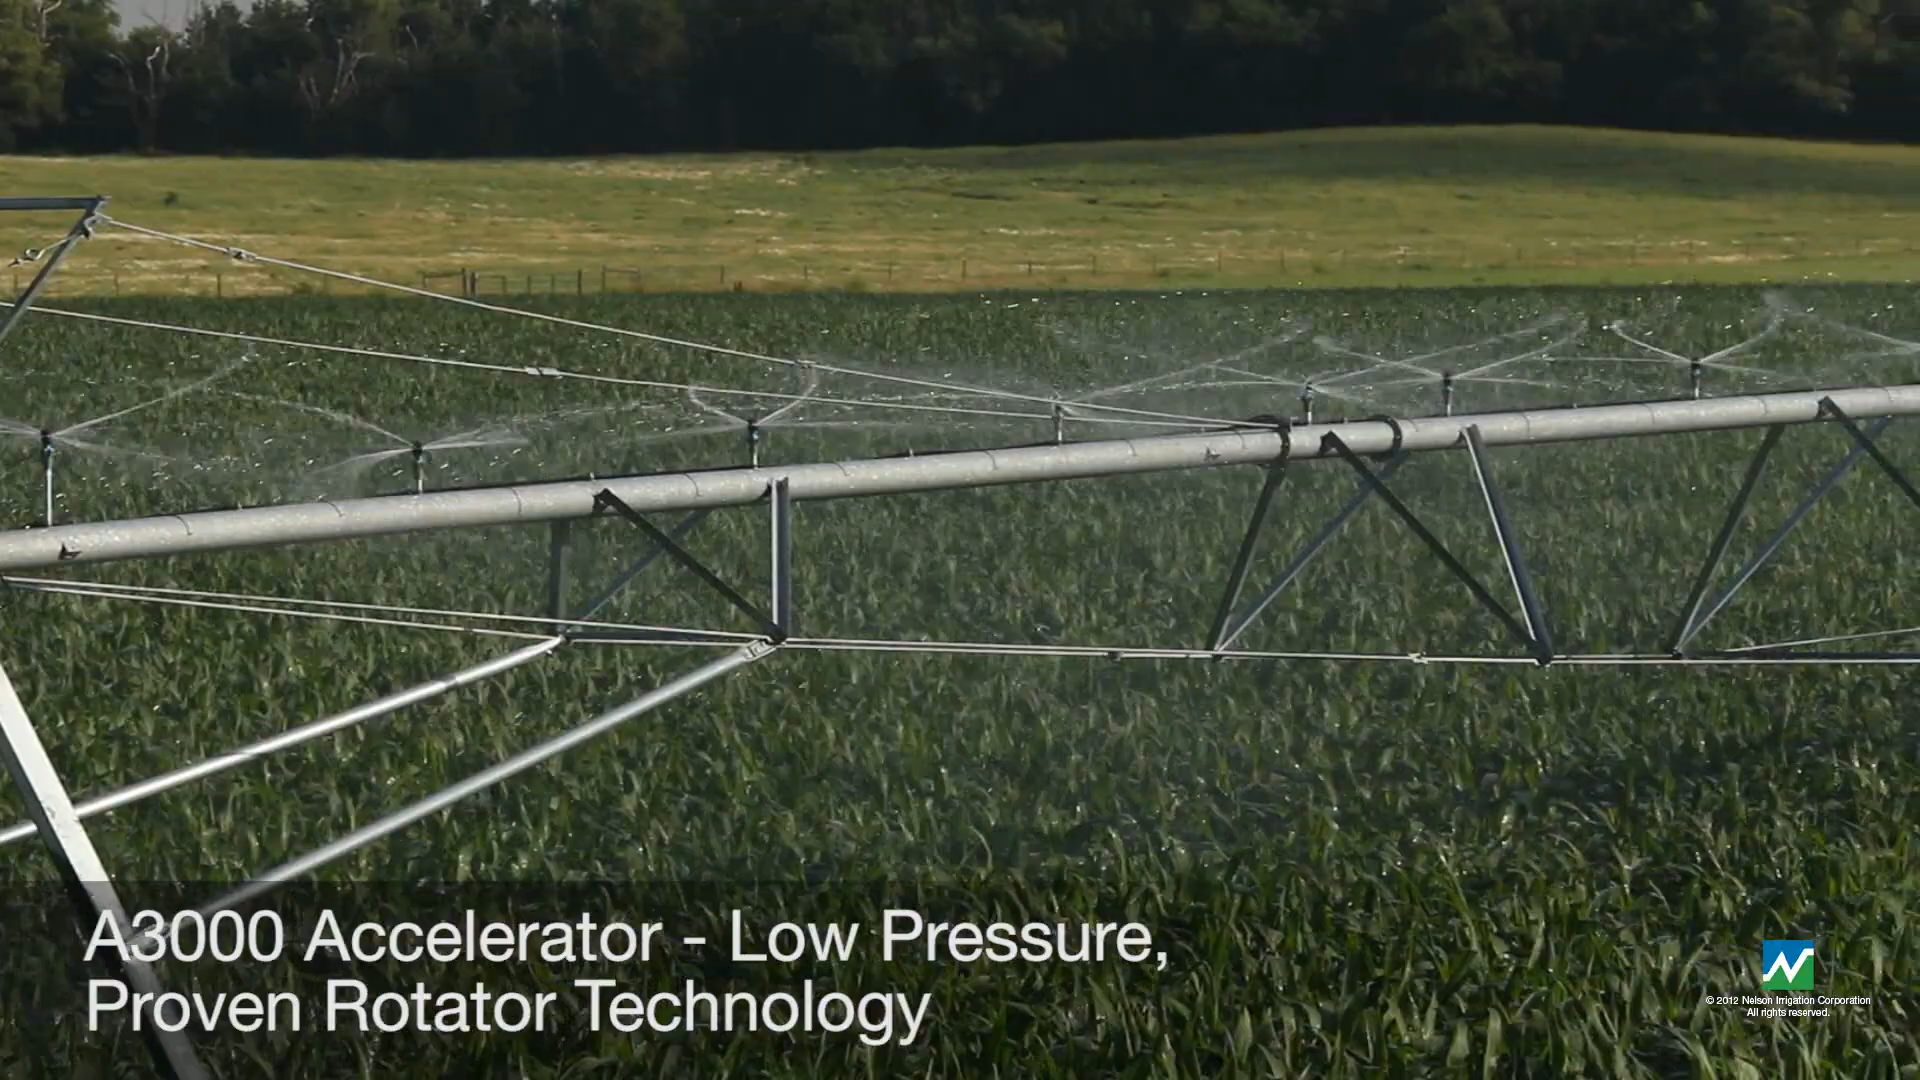 A3000 Accelerator - Low Pressure,
Proven Rotator Technology
© 2012 Nelson Irrigation Corporation
All rights reserved.